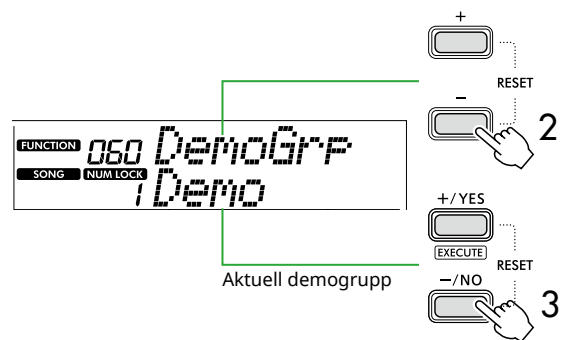 +
RESET
−
2
FUNCTION 060 DemoGrp
SONG NUM LOCK 1 Demo
+/YES
EXECUTE
RESET
−/NO
3
Aktuell demogrupp